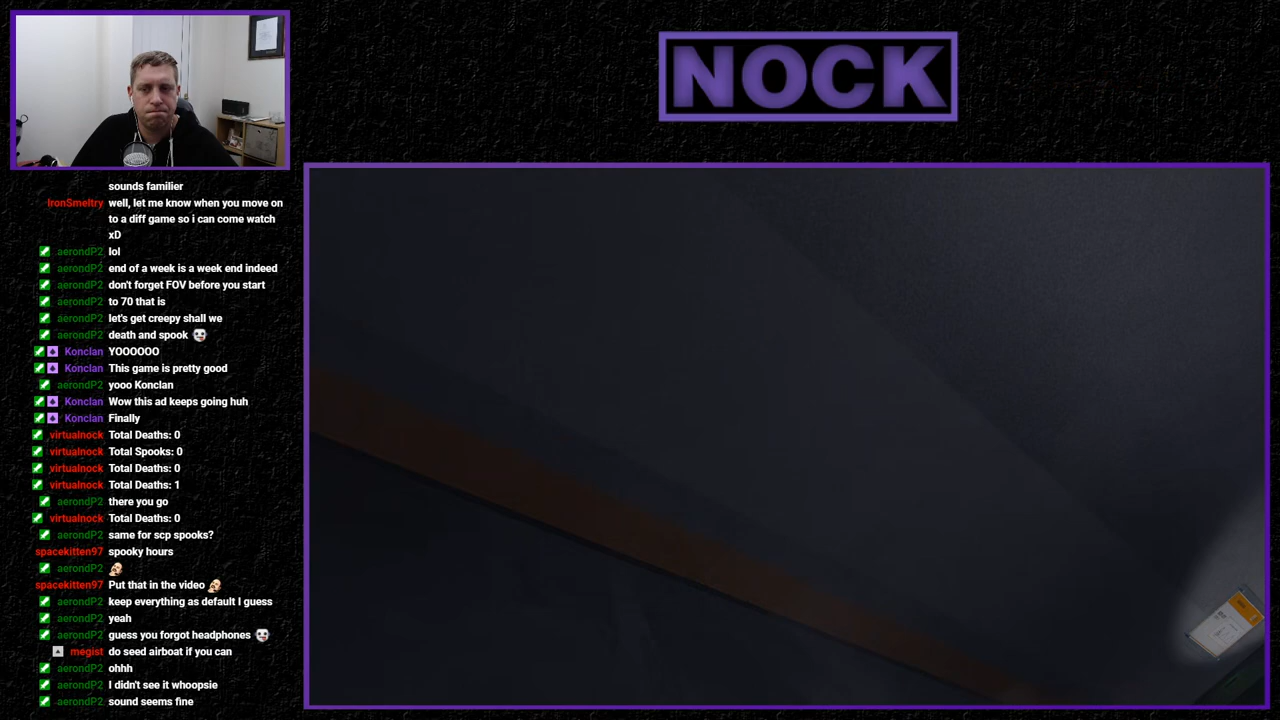 NOCK
sounds familier
IronSmeltry well, let me know when you move on
to a diff game so i can come watch
xD
aerondP2 lol
aerondP2 end of a week is a week end indeed
aerondP2 don't forget FOV before you start
aerondP2 to 70 that is
aerondP2 let's get creepy shall we
aerondP2 death and spook
Konclan YOOOOOO
Konclan This game is pretty good
aerondP2 yooo Konclan
Konclan Wow this ad keeps going huh
Konclan Finally
virtualnock Total Deaths: 0
virtualnock Total Spooks: 0
virtualnock Total Deaths: 0
virtualnock Total Deaths: 1
aerondP2 there you go
virtualnock Total Deaths: 0
aerondP2 same for scp spooks?
spacekitten97 spooky hours
aerondP2
spacekitten97 Put that in the video
aerondP2 keep everything as default I guess
aerondP2 yeah
aerondP2 guess you forgot headphones
megist do seed airboat if you can
aerondP2 ohhh
aerondP2 I didn't see it whoopsie
aerondP2 sound seems fine